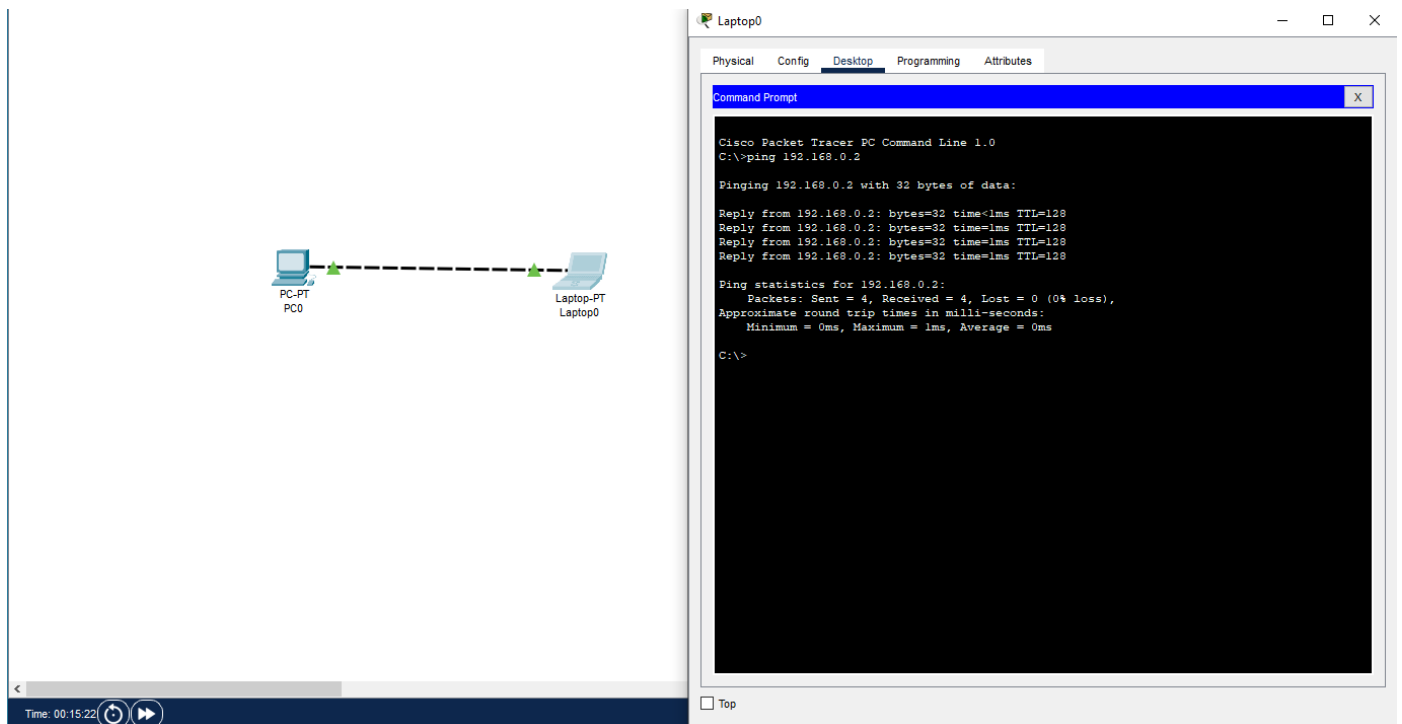 PC-PT
PC0
Laptop-PT
Laptop0
Time: 00:15:22
Laptop0
Physical Config Desktop Programming Attributes
Command Prompt X
Cisco Packet Tracer PC Command Line 1.0
C:\>ping 192.168.0.2
Pinging 192.168.0.2 with 32 bytes of data:
Reply from 192.168.0.2: bytes=32 time<1ms TTL=128
Reply from 192.168.0.2: bytes=32 time=1ms TTL=128
Reply from 192.168.0.2: bytes=32 time=1ms TTL=128
Reply from 192.168.0.2: bytes=32 time=1ms TTL=128
Ping statistics for 192.168.0.2:
Packets: Sent = 4, Received = 4, Lost = 0 (0% loss),
Approximate round trip times in milli-seconds:
Minimum = 0ms, Maximum = 1ms, Average = 0ms
C:\>
Top